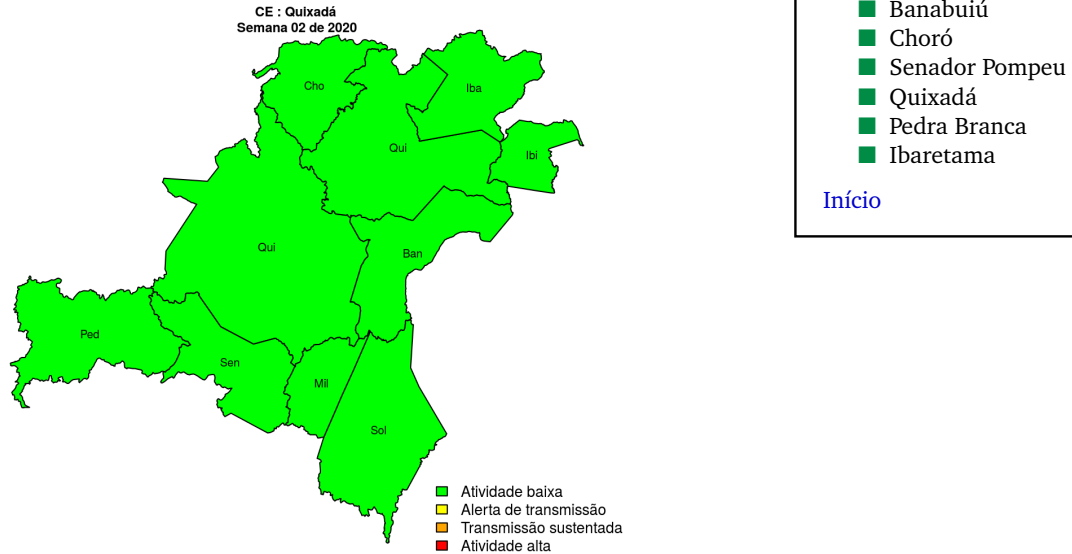 CE : Quixadá
Semana 02 de 2020
Cho
Iba
Qui
Ibi
Qui
Ban
Ped
Sen
Mil
Sol
Atividade baixa
Alerta de transmissão
Transmissão sustentada
Atividade alta
Banabuiú
Choró
Senador Pompeu
Quixadá
Pedra Branca
Ibaretama
Início